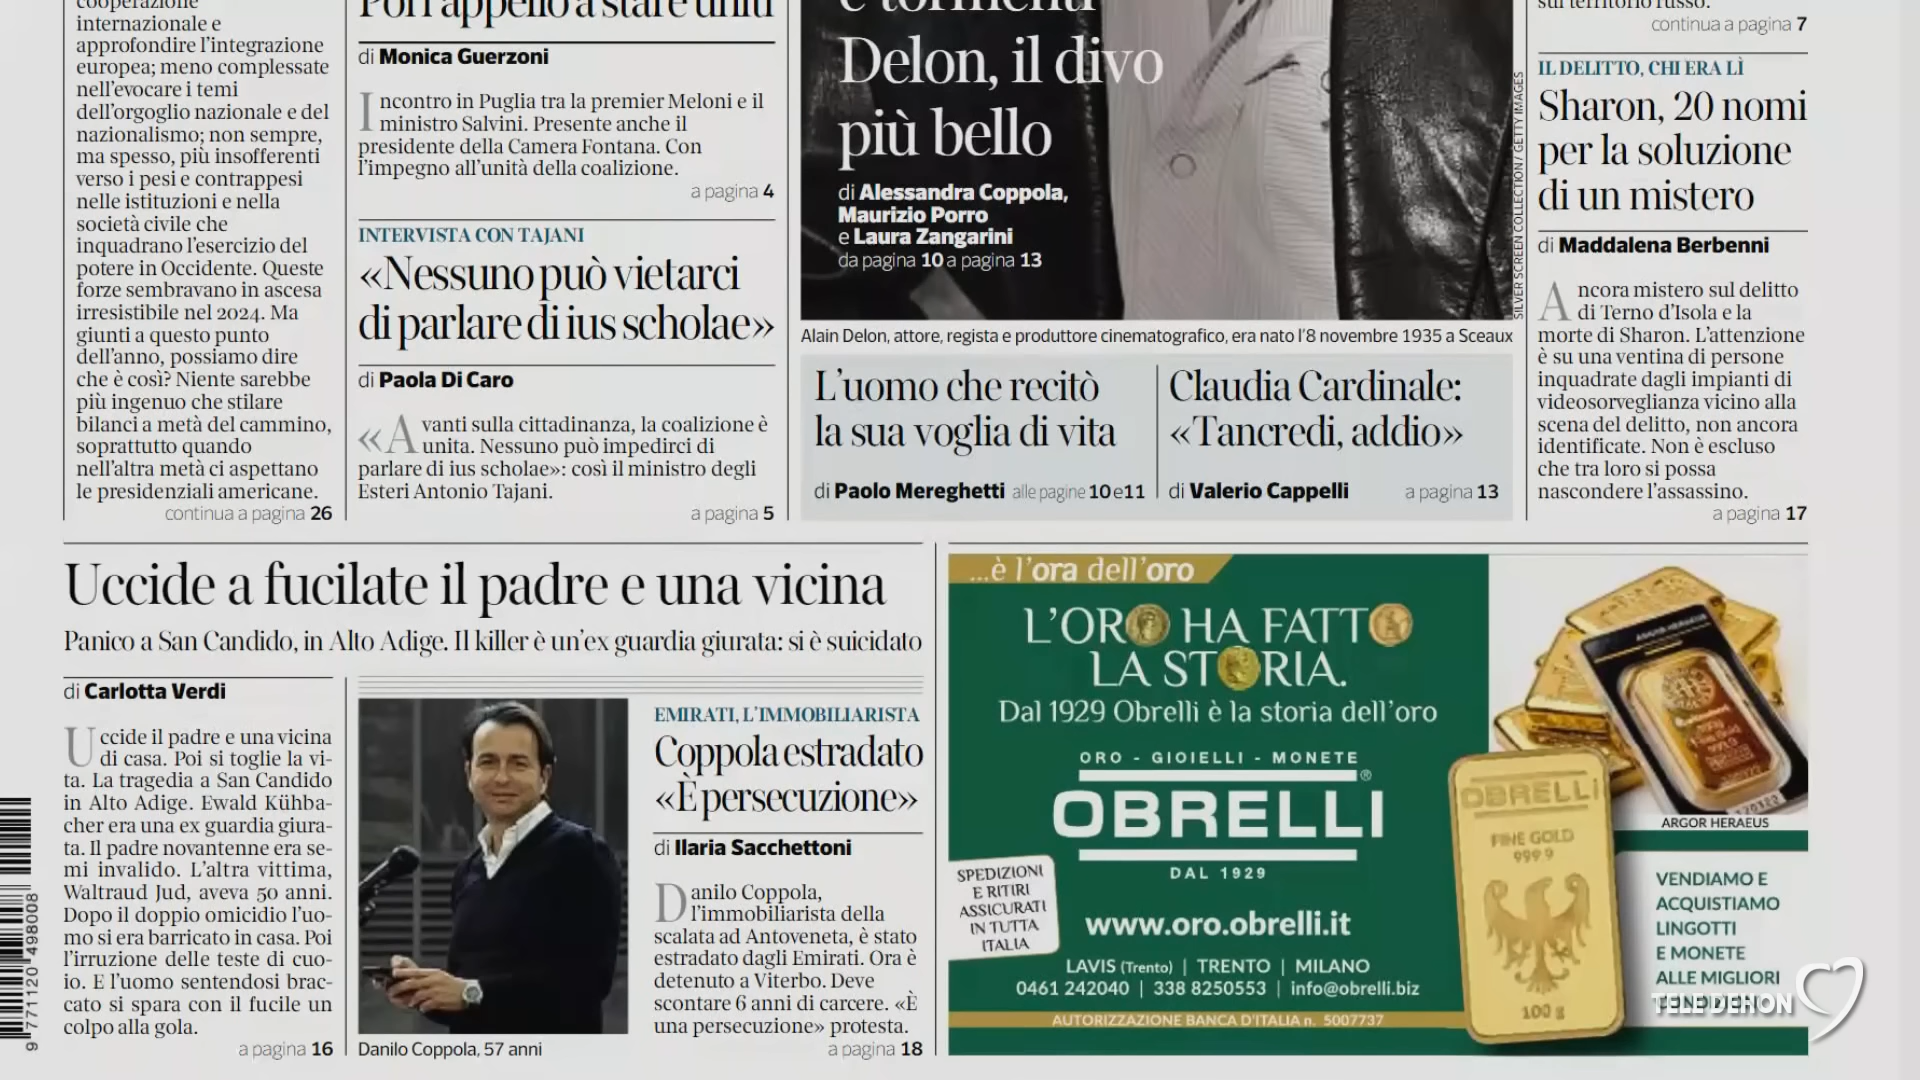 cooperazione
internazionale e
approfondire l'integrazione
europea; meno complessate
nell'evocare i temi
dell'orgoglio nazionale e del
nazionalismo; non sempre,
ma spesso, più insofferenti
verso i pesi e contrappesi
nelle istituzioni e nella
società civile che
inquadrano l'esercizio del
potere in Occidente. Queste
forze sembravano in ascesa
irresistibile nel 2024. Ma
giunti a questo punto
dell'anno, possiamo dire
che è così? Niente sarebbe
più ingenuo che stilare
bilanci a metà del cammino,
soprattutto quando
nell'altra metà ci aspettano
le presidenziali americane.
continua a pagina 26
appello a stare uniti
di Monica Guerzoni
Incontro in Puglia tra la premier Meloni e il
ministro Salvini. Presente anche il
presidente della Camera Fontana. Con
l'impegno all'unità della coalizione.
a pagina 4
INTERVISTA CON TAJANI
«Nessuno può vietarci
di parlare di ius scholae»
di Paola Di Caro
«Avanti sulla cittadinanza, la coalizione è
unita. Nessuno può impedirci di
parlare di ius scholae»: così il ministro degli
Esteri Antonio Tajani.
a pagina 5
e tormenti
Delon, il divo
più bello
di Alessandra Coppola,
Maurizio Porro
e Laura Zangarini
da pagina 10 a pagina 13
SILVER SCREEN COLLECTION / GETTY IMAGES
Alain Delon, attore, regista e produttore cinematografico, era nato l'8 novembre 1935 a Sceaux
L'uomo che recitò
la sua voglia di vita
di Paolo Mereghetti alle pagine 10 e 11
Claudia Cardinale:
«Tancredi, addio»
di Valerio Cappelli a pagina 13
sul territorio russo.
continua a pagina 7
IL DELITTO, CHI ERA LÌ
Sharon, 20 nomi
per la soluzione
di un mistero
di Maddalena Berbenni
Ancora mistero sul delitto
di Terno d'Isola e la
morte di Sharon. L'attenzione
è su una ventina di persone
inquadrate dagli impianti di
videosorveglianza vicino alla
scena del delitto, non ancora
identificate. Non è escluso
che tra loro si possa
nascondere l'assassino.
a pagina 17
Uccide a fucilate il padre e una vicina
Panico a San Candido, in Alto Adige. Il killer è un'ex guardia giurata: si è suicidato
di Carlotta Verdi
Uccide il padre e una vicina
di casa. Poi si toglie la vi-
ta. La tragedia a San Candido
in Alto Adige. Ewald Kühba-
cher era una ex guardia giura-
ta. Il padre novantenne era se-
mi invalido. L'altra vittima,
Waltraud Jud, aveva 50 anni.
Dopo il doppio omicidio l'uo-
mo si era barricato in casa. Poi
l'irruzione delle teste di cuo-
io. E l'uomo sentendosi brac-
cato si spara con il fucile un
colpo alla gola.
a pagina 16
9 771120 498008
Danilo Coppola, 57 anni
EMIRATI, L'IMMOBILIARISTA
Coppola estradato
«È persecuzione»
di Ilaria Sacchettoni
Danilo Coppola,
l'immobiliarista della
scalata ad Antoveneta, è stato
estradato dagli Emirati. Ora è
detenuto a Viterbo. Deve
scontare 6 anni di carcere. «È
una persecuzione» protesta.
a pagina 18
...è l'ora dell'oro
L'ORO HA FATTO
LA STORIA.
Dal 1929 Obrelli è la storia dell'oro
ORO - GIOIELLI - MONETE
OBRELLI®
DAL 1929
SPEDIZIONI
E RITIRI
ASSICURATI
IN TUTTA
ITALIA
www.oro.obrelli.it
LAVIS (Trento) | TRENTO | MILANO
0461 242040 | 338 8250553 | info@obrelli.biz
AUTORIZZAZIONE BANCA D'ITALIA n. 5007737
ARGOR HERAEUS
ARGOR HERAEUS
OBRELLI
FINE GOLD
999 9
100 g
VENDIAMO E
ACQUISTIAMO
LINGOTTI
E MONETE
ALLE MIGLIORI
TELE DEHON